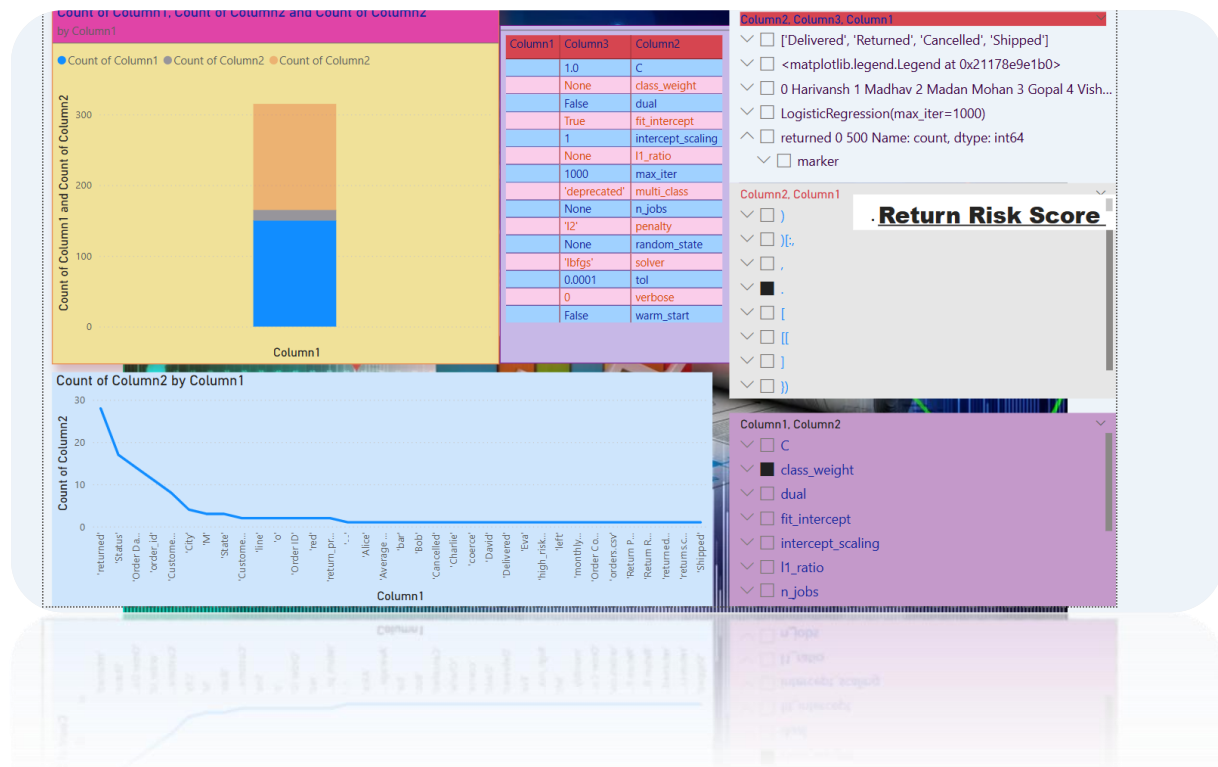 Count of Column1, Count of Column2 and Count of Column2
by Column1
Count of Column1 Count of Column2 Count of Column2
Count of Column1 and Count of Column2
300
200
100
0
Column1
Column1 Column3 Column2
1.0 C
None class_weight
False dual
True fit_intercept
1 intercept_scaling
None l1_ratio
1000 max_iter
'deprecated' multi_class
None n_jobs
'l2' penalty
None random_state
'lbfgs' solver
0.0001 tol
0 verbose
False warm_start
Column2, Column3, Column1
['Delivered', 'Returned', 'Cancelled', 'Shipped']
<matplotlib.legend.Legend at 0x21178e9e1b0>
0 Harivansh 1 Madhav 2 Madan Mohan 3 Gopal 4 Vish...
LogisticRegression(max_iter=1000)
returned 0 500 Name: count, dtype: int64
marker
Column2, Column1
. Return Risk Score
)
)[:,
,
.
[
[[
]
])
Count of Column2 by Column1
Count of Column2
30
20
10
0
'returned'
'Status'
'Order Da...
'order_id'
'Custome...
'City'
'M'
'State'
'Custome...
'line'
'o'
'Order ID'
'red'
'return_pr...
'-...'
'Alice'
'Average ...
'bar'
'Bob'
'Cancelled'
'Charlie'
'coerce'
'David'
'Delivered'
'Eva'
'high risk...
'left'
'monthly...
'Order Co...
'orders.csv'
'Return P...
'Return R...
'returned...
'returns.c...
'Shipped'
Column1
Column1, Column2
C
class_weight
dual
fit_intercept
intercept_scaling
l1_ratio
n_jobs